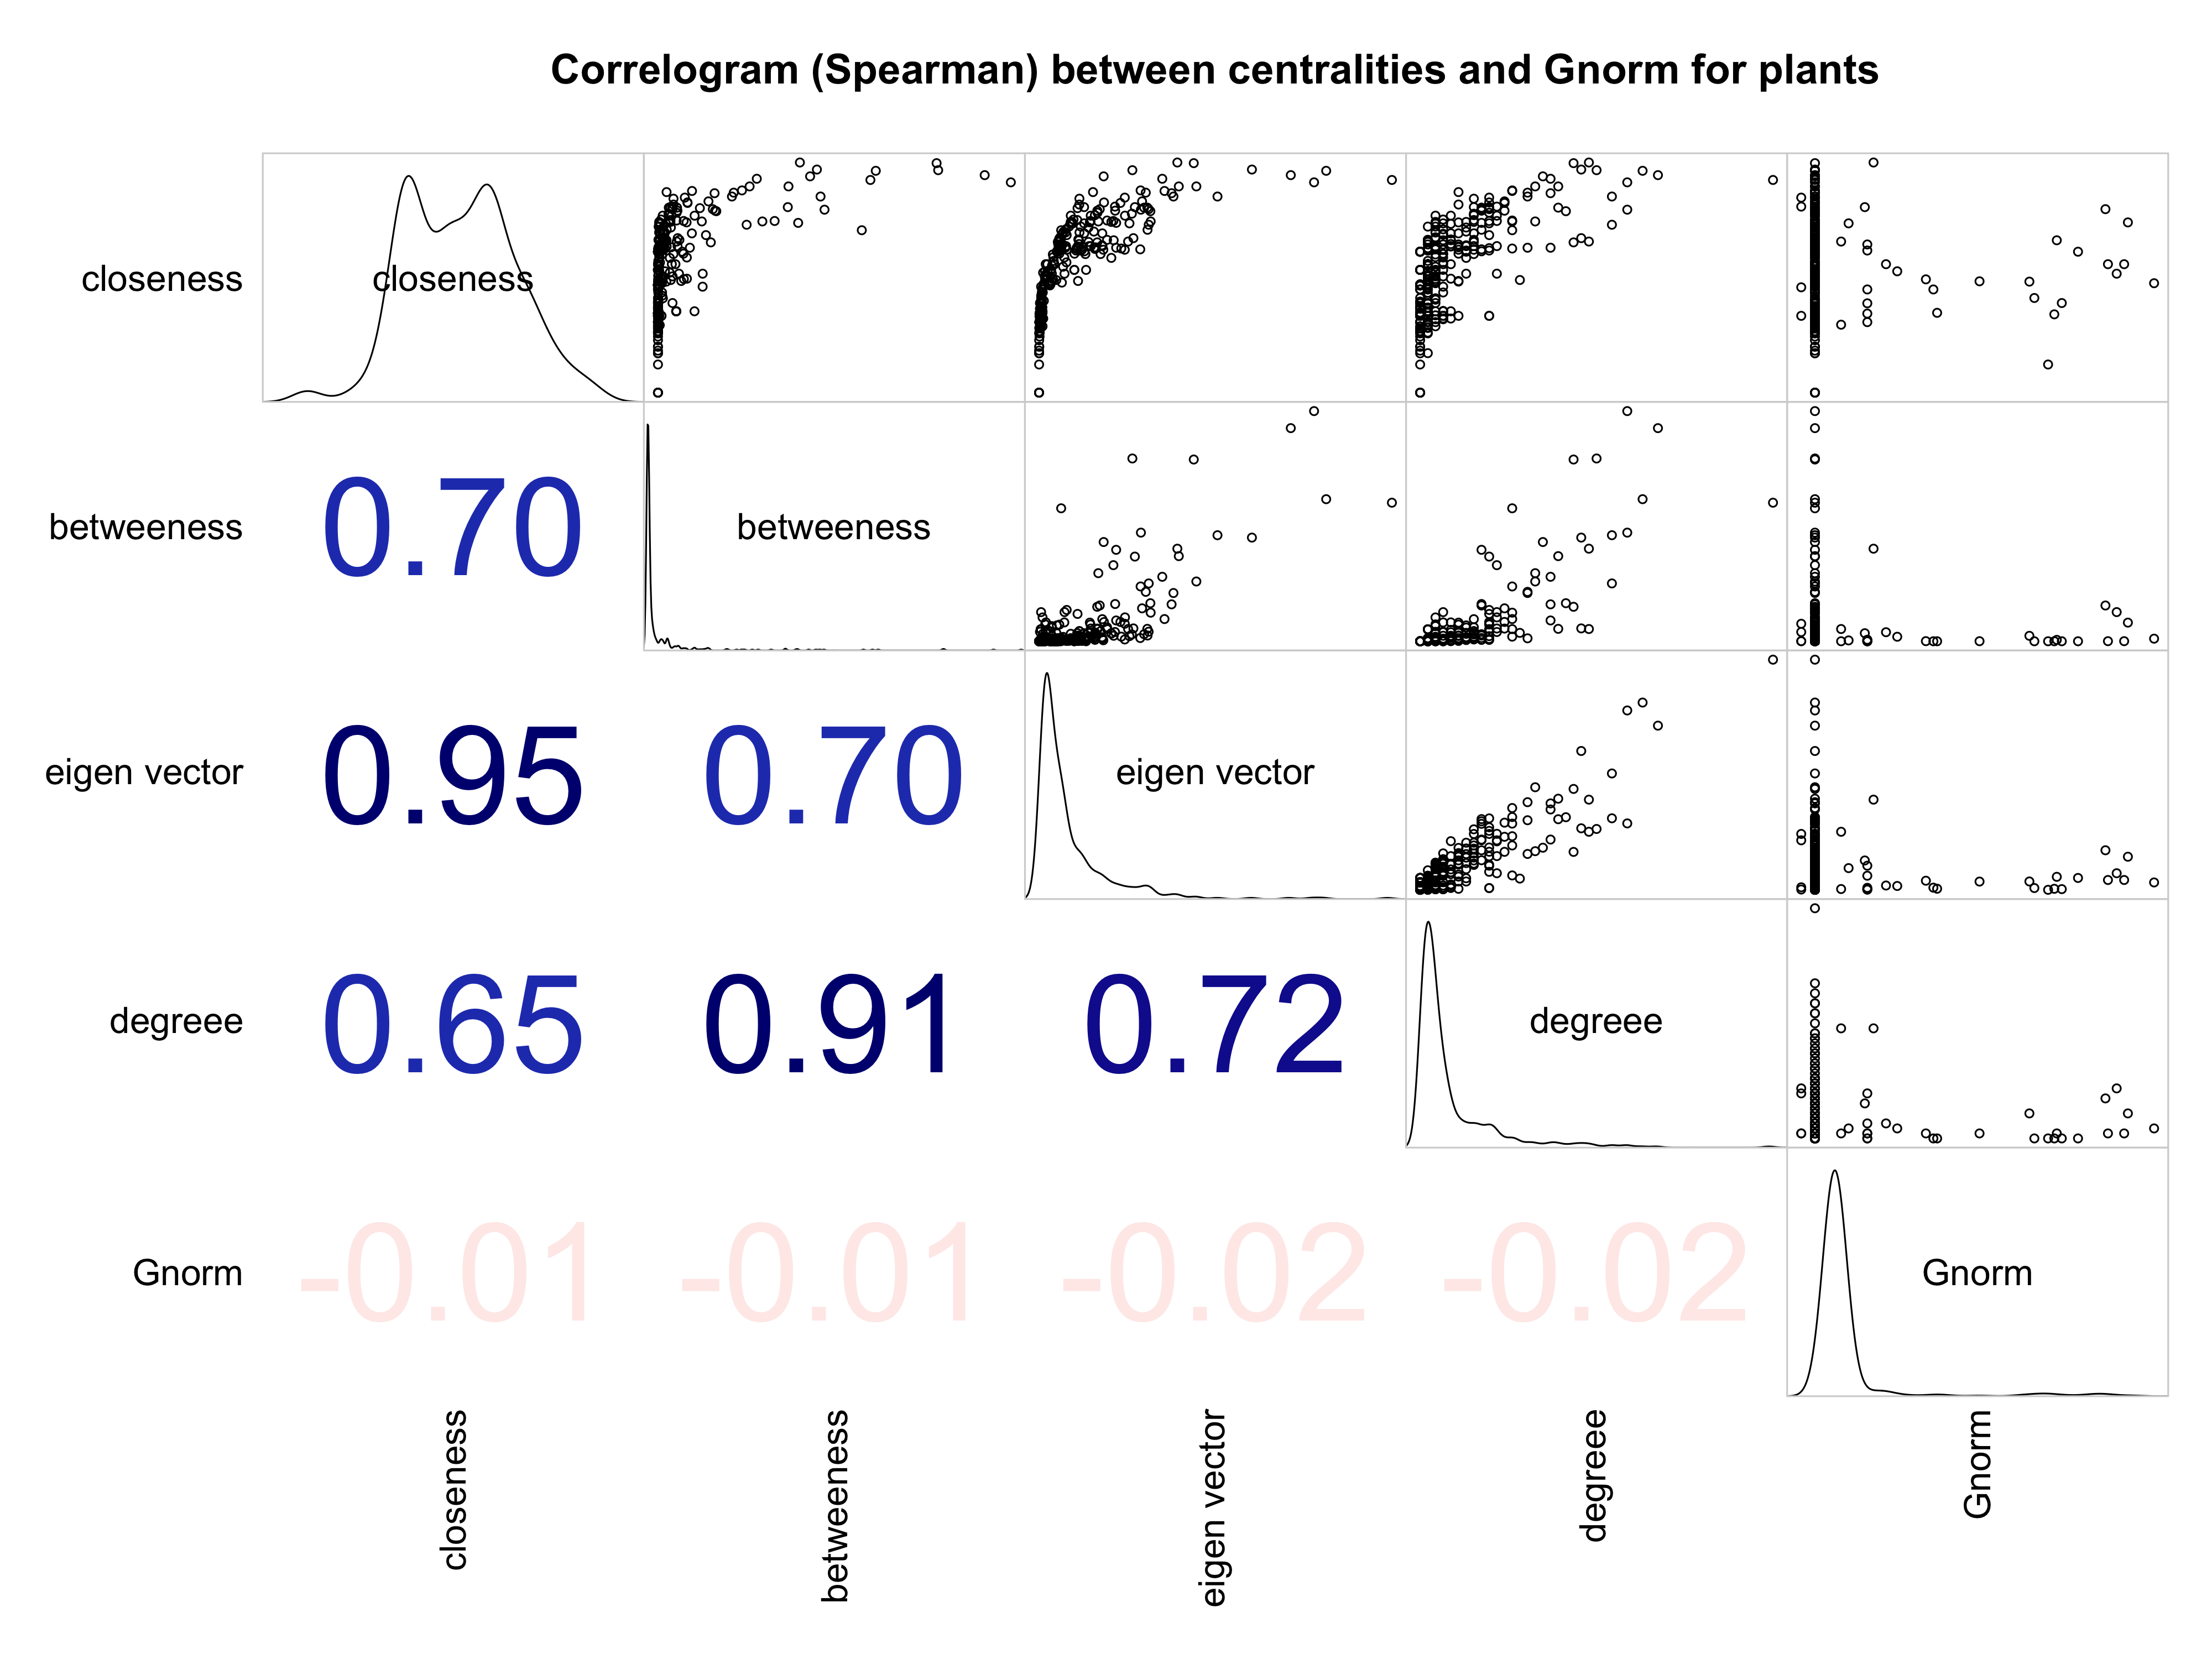 Correlogram (Spearman) between centralities and Gnorm for plants
closeness
closeness
betweeness
0.70
betweeness
eigen vector
0.95
0.70
eigen vector
degreee
0.65
0.91
0.72
degreee
Gnorm
-0.01
-0.01
-0.02
-0.02
Gnorm
closeness
betweeness
eigen vector
degreee
Gnorm